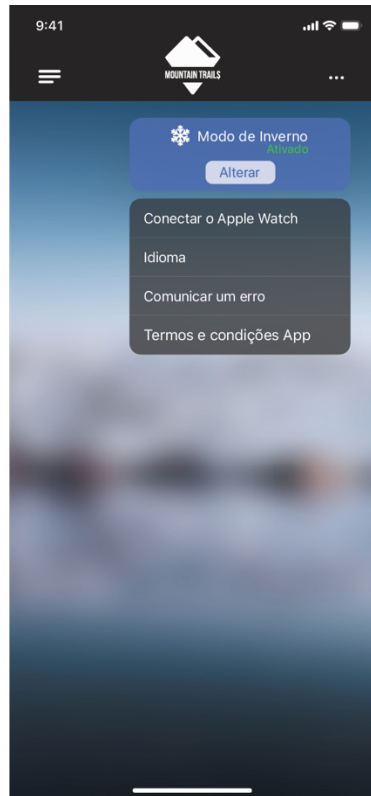 9:41
MOUNTAIN TRAILS
Modo de Inverno
Ativado
Alterar
Conectar o Apple Watch
Idioma
Comunicar um erro
Termos e condições App